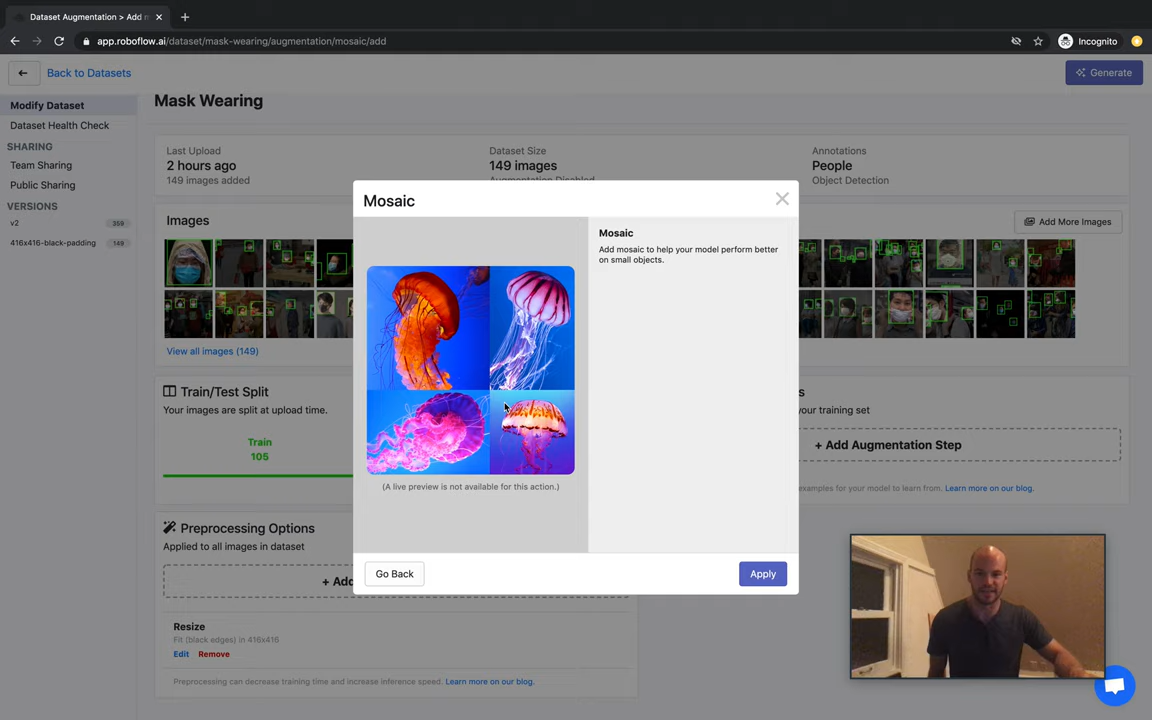 Dataset Augmentation > Add m
app.roboflow.ai/dataset/mask-wearing/augmentation/mosaic/add
Incognito
Back to Datasets
Generate
Modify Dataset
Dataset Health Check
SHARING
Team Sharing
Public Sharing
VERSIONS
v2
359
416x416-black-padding
149
Mask Wearing
Last Upload
2 hours ago
149 images added
Dataset Size
149 images
Augmentation Disabled
Annotations
People
Object Detection
Images
Add More Images
View all images (149)
Train/Test Split
Your images are split at upload time.
Train
105
Preprocessing Options
Applied to all images in dataset
+ Ad
Resize
Fit (black edges) in 416x416
Edit
Remove
Preprocessing can decrease training time and increase inference speed. Learn more on our blog.
s
your training set
+ Add Augmentation Step
examples for your model to learn from. Learn more on our blog.
Mosaic
Mosaic
Add mosaic to help your model perform better
on small objects.
(A live preview is not available for this action.)
Go Back
Apply